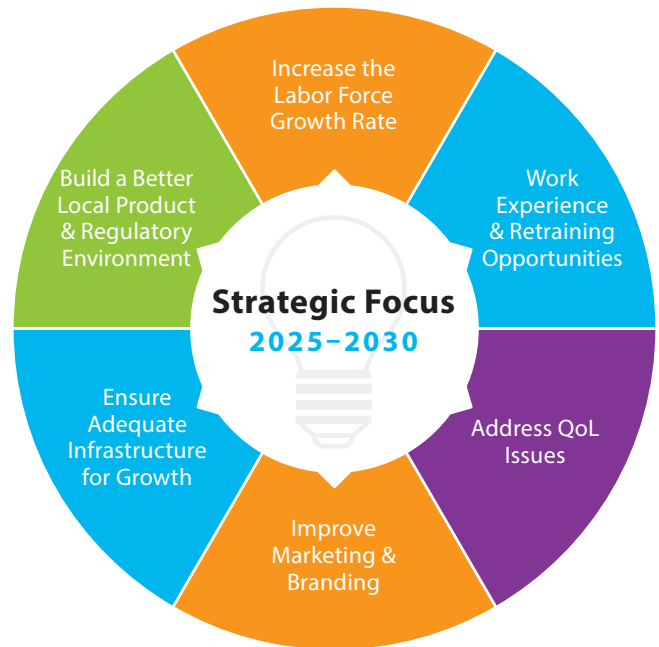 Increase the
Labor Force
Growth Rate
Work
Experience
& Retraining
Opportunities
Address QoL
Issues
Improve
Marketing &
Branding
Ensure
Adequate
Infrastructure
for Growth
Build a Better
Local Product
& Regulatory
Environment
Strategic Focus
2025–2030